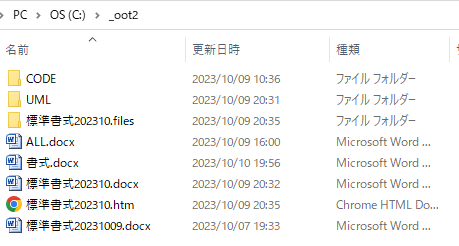 PC > OS (C:) > _oot2
名前 更新日時 種類
CODE 2023/10/09 10:36 ファイル フォルダー
UML 2023/10/09 20:31 ファイル フォルダー
標準書式202310.files 2023/10/09 20:35 ファイル フォルダー
ALL.docx 2023/10/09 16:00 Microsoft Word ...
書式.docx 2023/10/10 19:56 Microsoft Word ...
標準書式202310.docx 2023/10/09 20:32 Microsoft Word ...
標準書式202310.htm 2023/10/09 20:35 Chrome HTML Do...
標準書式20231009.docx 2023/10/07 19:33 Microsoft Word ...